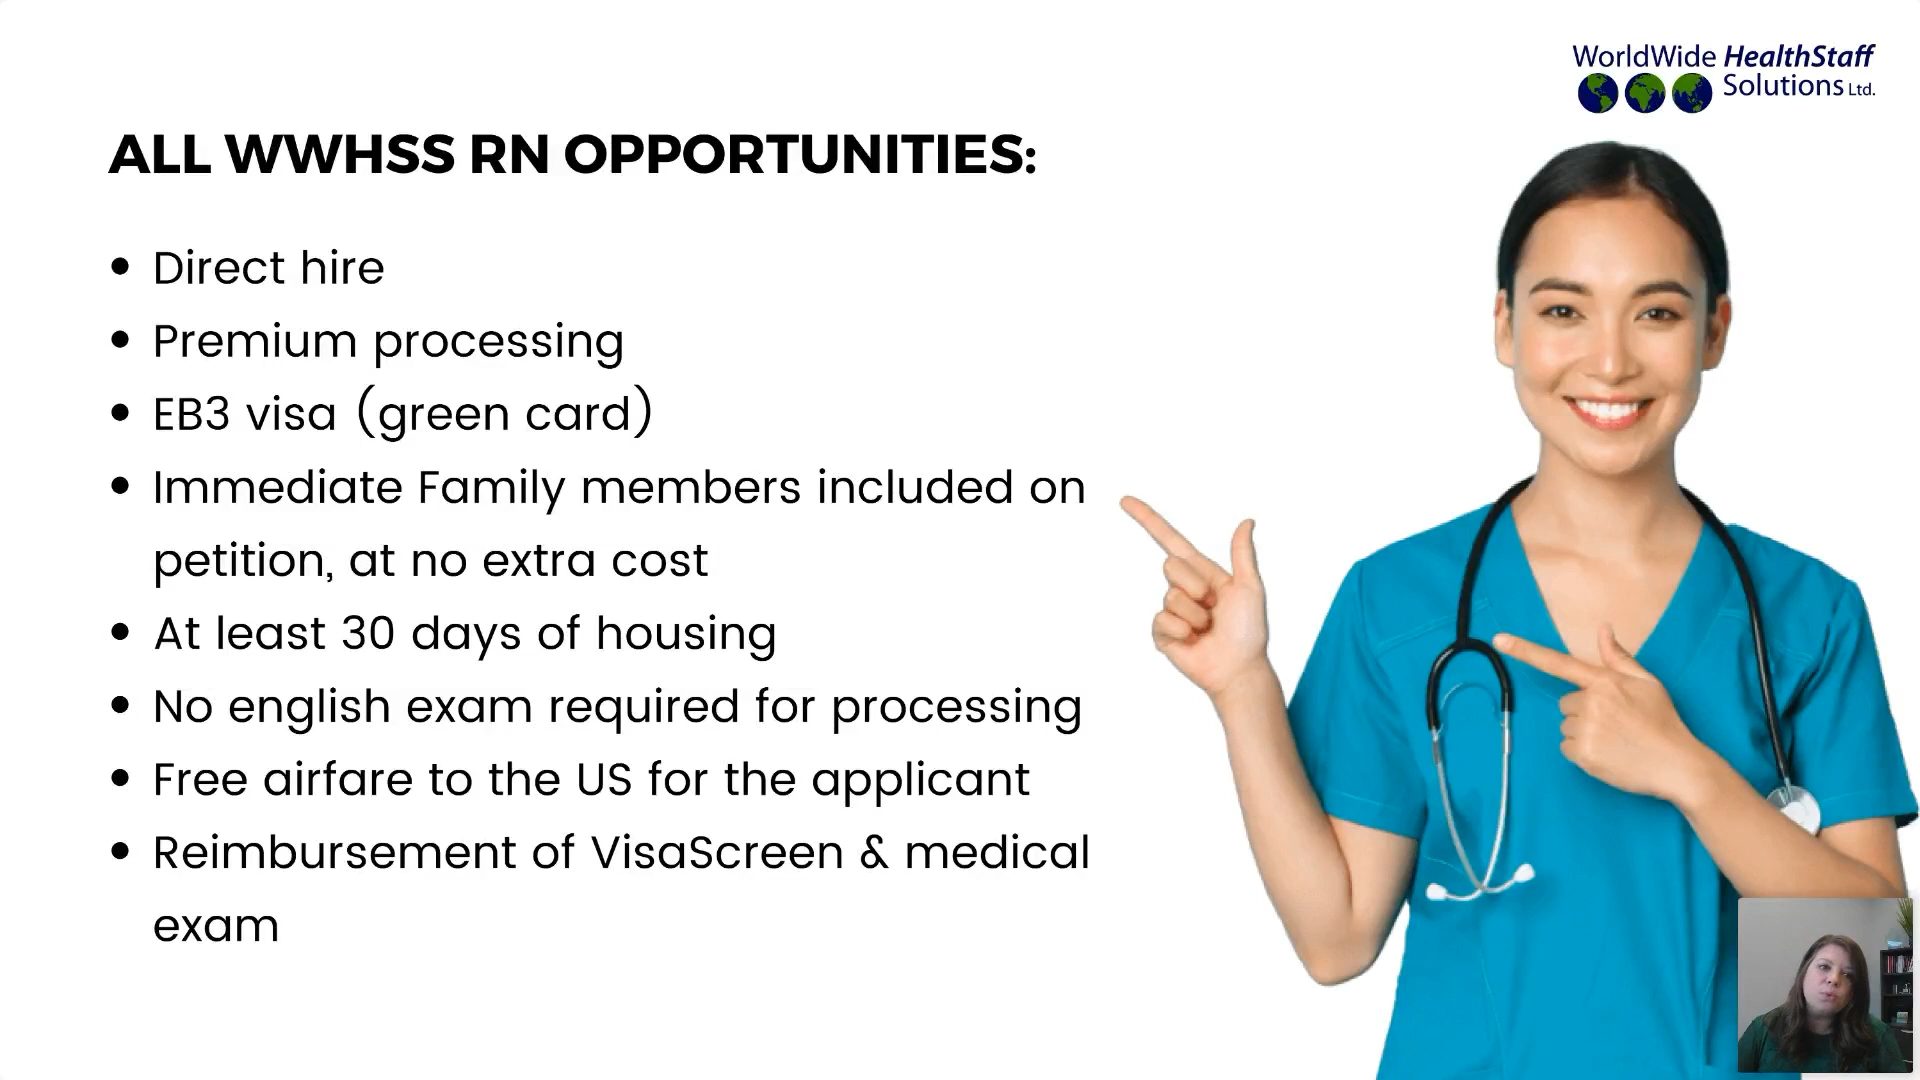 WorldWide HealthStaff
Solutions Ltd.
ALL WWHSS RN OPPORTUNITIES:
• Direct hire
• Premium processing
• EB3 visa (green card)
• Immediate Family members included on
petition, at no extra cost
• At least 30 days of housing
• No english exam required for processing
• Free airfare to the US for the applicant
• Reimbursement of VisaScreen & medical
exam